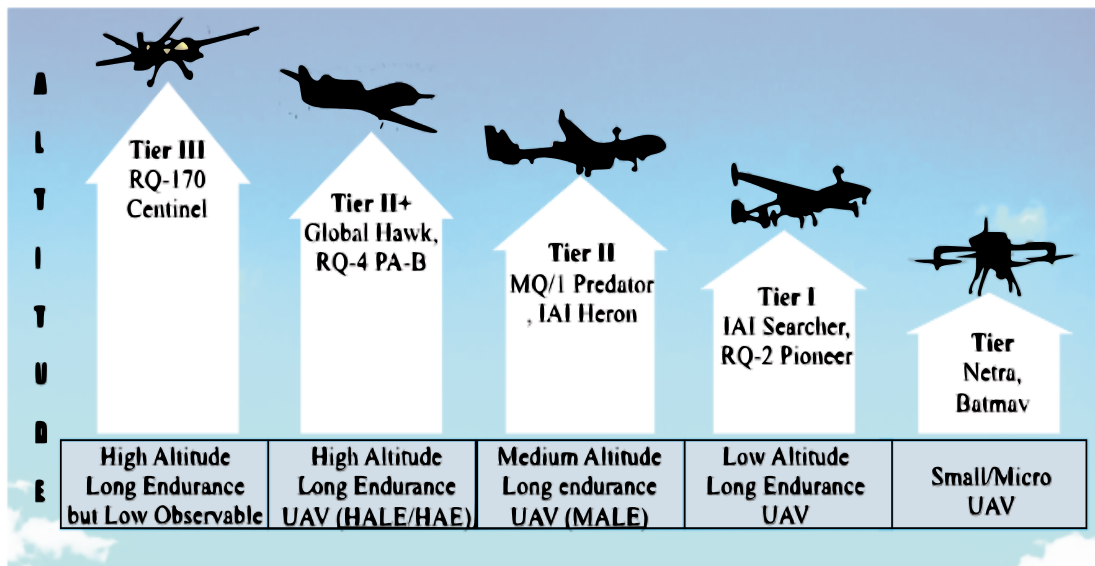 ALTITUDE
Tier III
RQ-170
Centinel
Tier II+
Global Hawk,
RQ-4 PA-B
Tier II
MQ/1 Predator
, IAI Heron
Tier I
IAI Searcher,
RQ-2 Pioneer
Tier
Netra,
Batmav
High Altitude
Long Endurance
but Low Observable
High Altitude
Long Endurance
UAV (HALE/HAE)
Medium Altitude
Long endurance
UAV (MALE)
Low Altitude
Long Endurance
UAV
Small/Micro
UAV